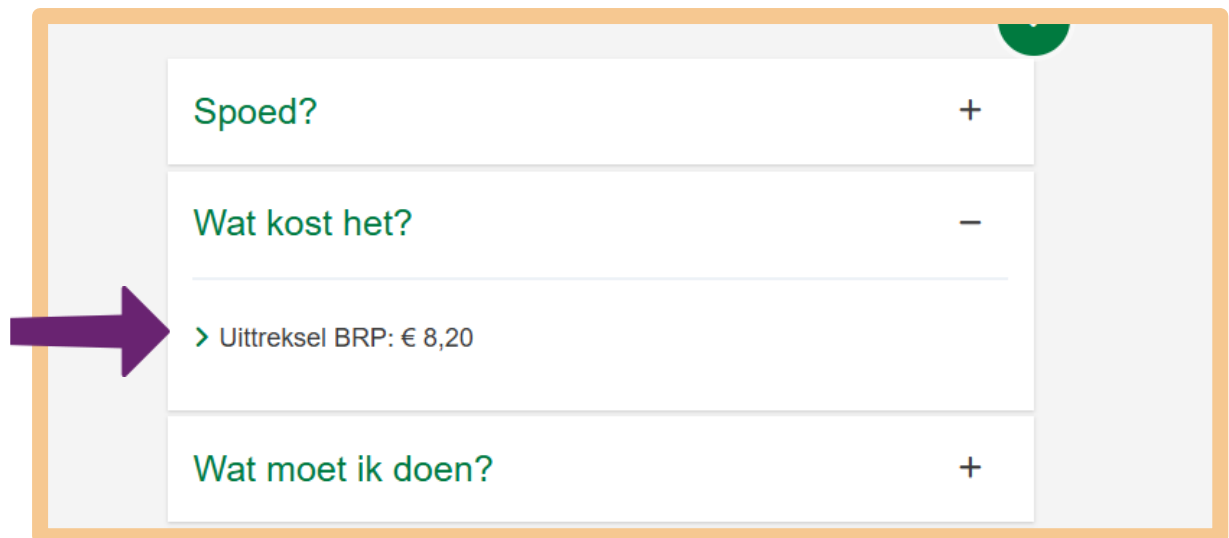 Spoed?
Wat kost het?
Uittreksel BRP: € 8,20
Wat moet ik doen?